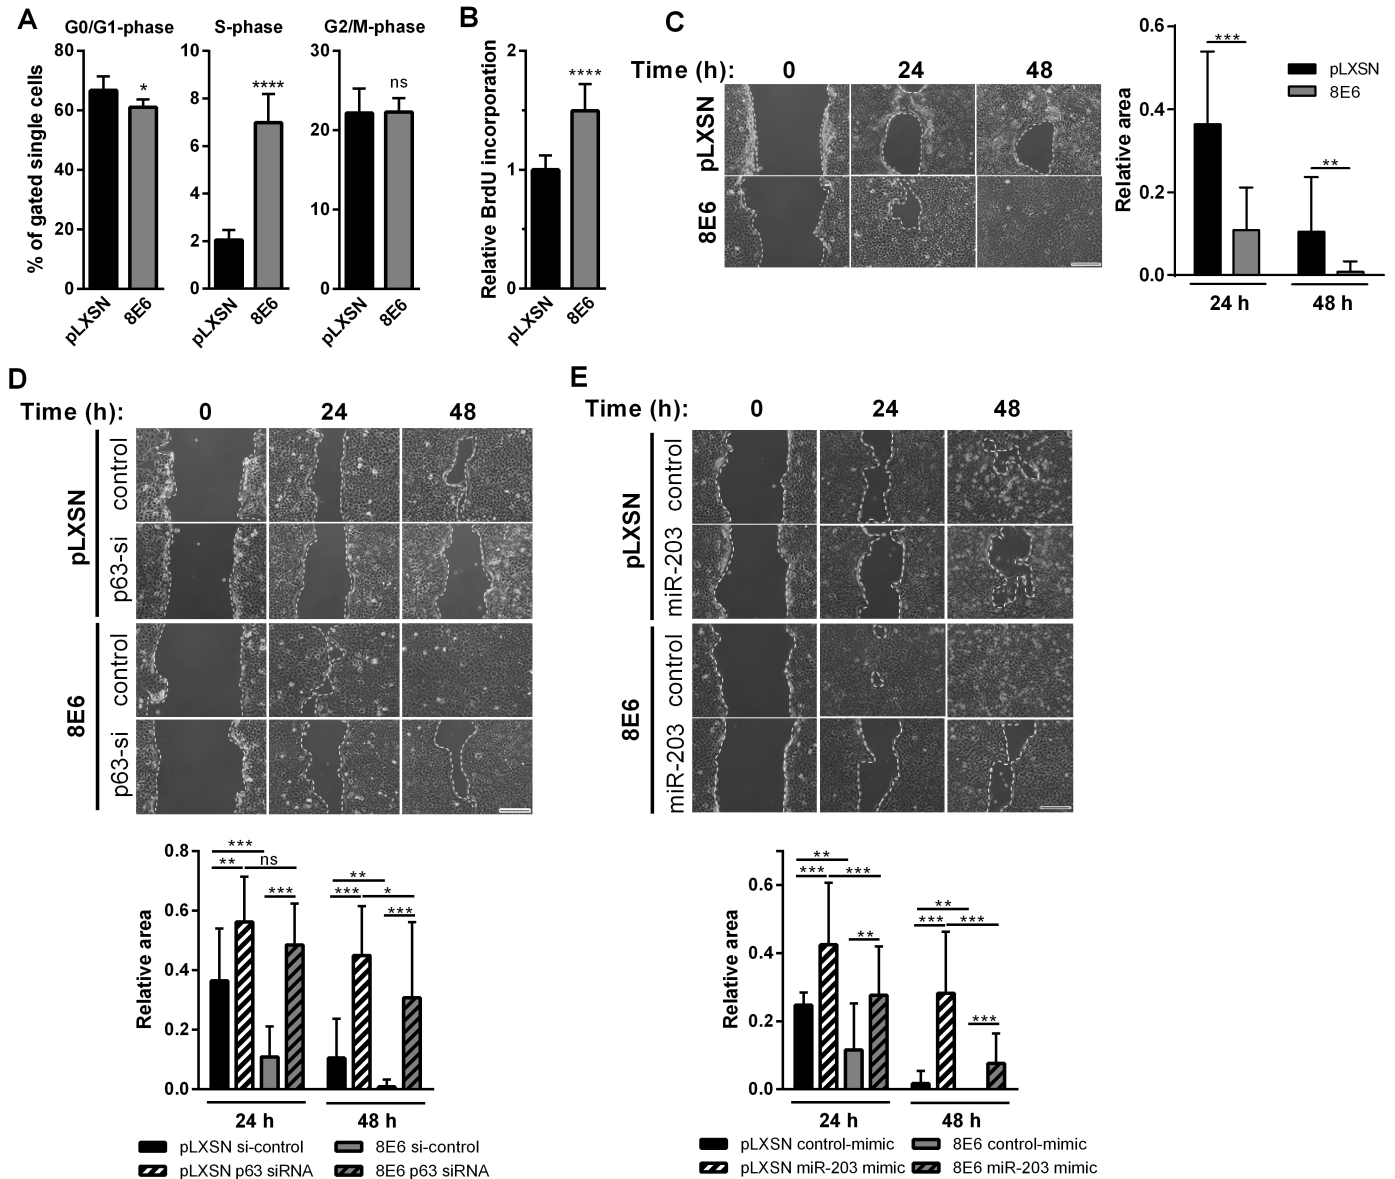 A
G0/G1-phase
S-phase
G2/M-phase
% of gated single cells
80
60
40
20
0
*
pLXSN
8E6
10
8
6
4
2
0
****
pLXSN
8E6
30
20
10
0
ns
pLXSN
8E6
B
Relative BrdU incorporation
2
1
0
****
pLXSN
8E6
C
Time (h): 0 24 48
pLXSN
8E6
Relative area
0.6
0.4
0.2
0.0
***
**
pLXSN
8E6
24 h
48 h
D
Time (h): 0 24 48
pLXSN
control
p63-si
8E6
control
p63-si
Relative area
0.8
0.6
0.4
0.2
0.0
***
**
ns
***
**
***
*
***
24 h
48 h
pLXSN si-control
8E6 si-control
pLXSN p63 siRNA
8E6 p63 siRNA
E
Time (h): 0 24 48
pLXSN
control
miR-203
8E6
control
miR-203
Relative area
0.6
0.4
0.2
0.0
**
***
***
**
**
***
***
***
24 h
48 h
pLXSN control-mimic
8E6 control-mimic
pLXSN miR-203 mimic
8E6 miR-203 mimic